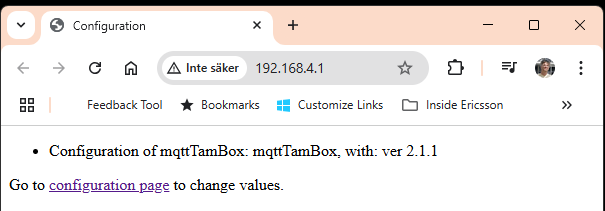 Configuration
Inte säker 192.168.4.1
Feedback Tool Bookmarks Customize Links Inside Ericsson
Configuration of mqttTamBox: mqttTamBox, with: ver 2.1.1
Go to configuration page to change values.